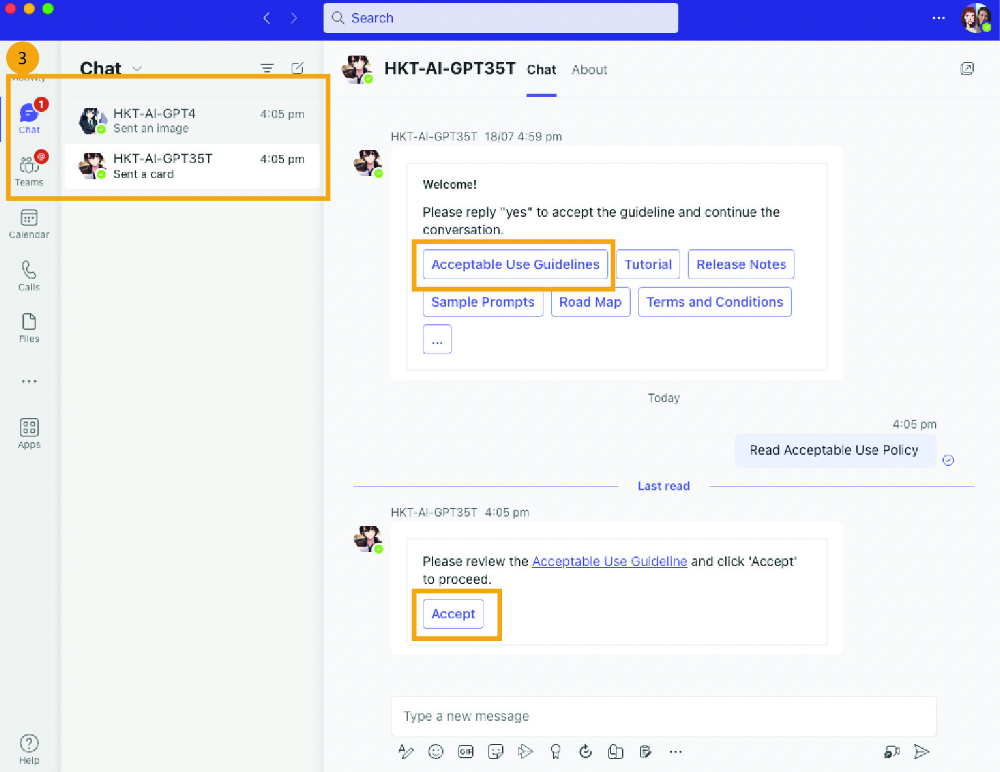 Search
3
Activity
Chat
1
Chat
@
Teams
Calendar
Calls
Files
Apps
Help
HKT-AI-GPT4 4:05 pm
Sent an image
HKT-AI-GPT35T 4:05 pm
Sent a card
HKT-AI-GPT35T Chat About
HKT-AI-GPT35T 18/07 4:59 pm
Welcome!
Please reply "yes" to accept the guideline and continue the
conversation.
Acceptable Use Guidelines Tutorial Release Notes
Sample Prompts Road Map Terms and Conditions
...
Today
4:05 pm
Read Acceptable Use Policy
Last read
HKT-AI-GPT35T 4:05 pm
Please review the Acceptable Use Guideline and click 'Accept'
to proceed.
Accept
Type a new message
GIF